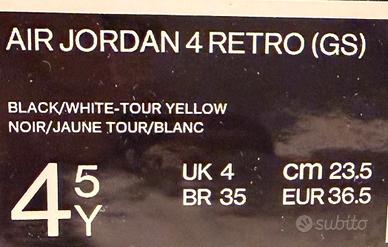 AIR JORDAN 4 RETRO (GS)
BLACK/WHITE-TOUR YELLOW
NOIR/JAUNE TOUR/BLANC
4 5 Y
UK 4 cm 23.5
BR 35 EUR 36.5
subito